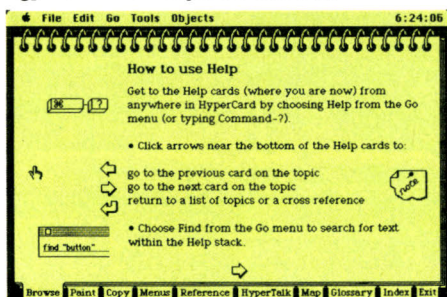 File Edit Go Tools Objects 6:24:06
How to use Help
Get to the Help cards (where you are now) from
anywhere in HyperCard by choosing Help from the Go
menu (or typing Command-?).
⌘ ?
• Click arrows near the bottom of the Help cards to:
go to the previous card on the topic
go to the next card on the topic
return to a list of topics or a cross reference
note
• Choose Find from the Go menu to search for text
within the Help stack.
find "button"
Browse Paint Copy Menus Reference HyperTalk Map Glossary Index Exit